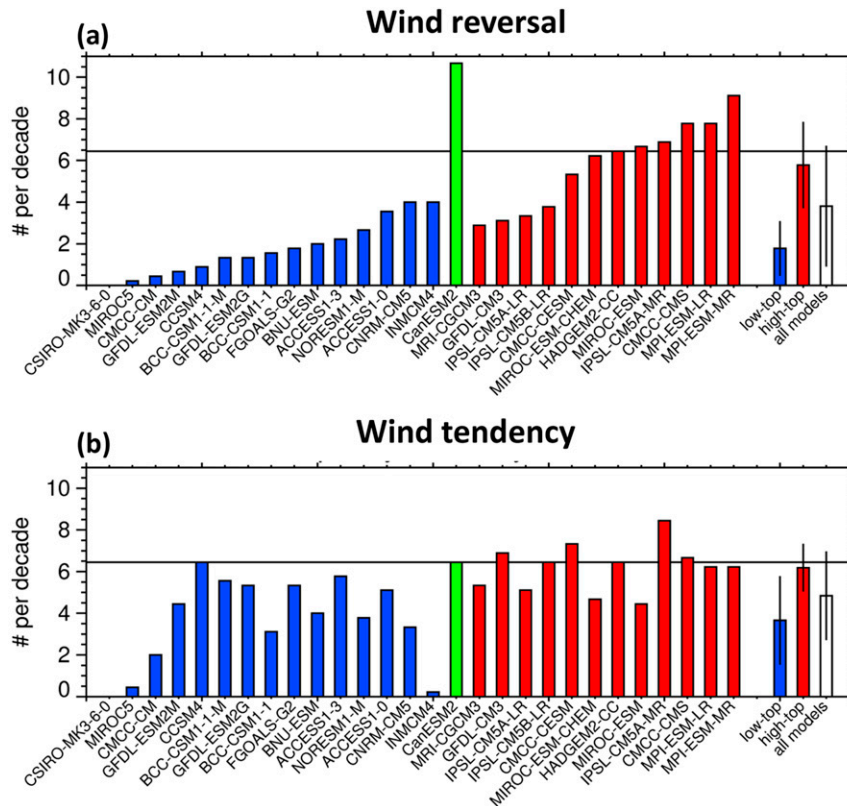 (a)
Wind reversal
# per decade
10
8
6
4
2
0
CSIRO-MK3-6-0
MIROC5
CMCC-CM
GFDL-ESM2M
CCSM4
BCC-CSM1-1-M
GFDL-ESM2G
BCC-CSM1-1
FGOALS-G2
BNU-ESM
ACCESS1-3
NORESM1-M
ACCESS1-0
CNRM-CM5
INMCM4
CanESM2
MRI-CGCM3
GFDL-CM3
IPSL-CM5A-LR
IPSL-CM5B-LR
CMCC-CESM
MIROC-ESM-CHEM
HADGEM2-CC
MIROC-ESM
IPSL-CM5A-MR
CMCC-CMS
MPI-ESM-LR
MPI-ESM-MR
low-top
high-top
all models
(b)
Wind tendency
# per decade
10
8
6
4
2
0
CSIRO-MK3-6-0
MIROC5
CMCC-CM
GFDL-ESM2M
CCSM4
BCC-CSM1-1-M
GFDL-ESM2G
BCC-CSM1-1
FGOALS-G2
BNU-ESM
ACCESS1-3
NORESM1-M
ACCESS1-0
CNRM-CM5
INMCM4
CanESM2
MRI-CGCM3
GFDL-CM3
IPSL-CM5A-LR
IPSL-CM5B-LR
CMCC-CESM
MIROC-ESM-CHEM
HADGEM2-CC
MIROC-ESM
IPSL-CM5A-MR
CMCC-CMS
MPI-ESM-LR
MPI-ESM-MR
low-top
high-top
all models